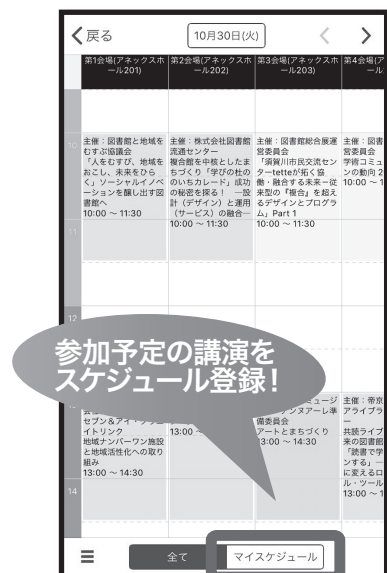 戻る
10月30日(火)
第1会場(アネックスホ
ール201)
第2会場(アネックスホ
ール202)
第3会場(アネックスホ
ール203)
第4会場(ア
ール
10
主催：図書館と地域を
むすぶ協議会
「人をむすび、地域を
おこし、未来をひら
く」ソーシャルイノベ
ーションを醸し出す図
書館へ
10:00 ～ 11:30
主催：株式会社図書館
流通センター
複合館を中核としたま
ちづくり「学びの杜の
のいちカレード」成功
の秘密を探る！ ―設
計（デザイン）と運用
（サービス）の融合―
10:00 ～ 11:30
主催：図書館総合展運
営委員会
「須賀川市民交流セン
ターtetteが拓く協
働・融合する未来－従
来型の『複合』を超え
るデザインとプログラ
ム」Part 1
10:00 ～ 11:30
主催：図書
営委員会
学術コミュ
ンの動向 2
10:00 ～ 1
11
12
参加予定の講演を
スケジュール登録！
イトリンク
地域ナンバーワン施設
と地域活性化への取り
組み
13:00 ～ 14:30
13:00 ～
ミュージ
アンヌアーレ準
備委員会
アートとまちづくり
13:00 ～ 14:30
主催：帝京
アライブラ
ー
共読ライブ
来の図書館
「読書で学
ンする」―
に変えるロ
ル・ツール
13:00 ～ 1
14
全て
マイスケジュール